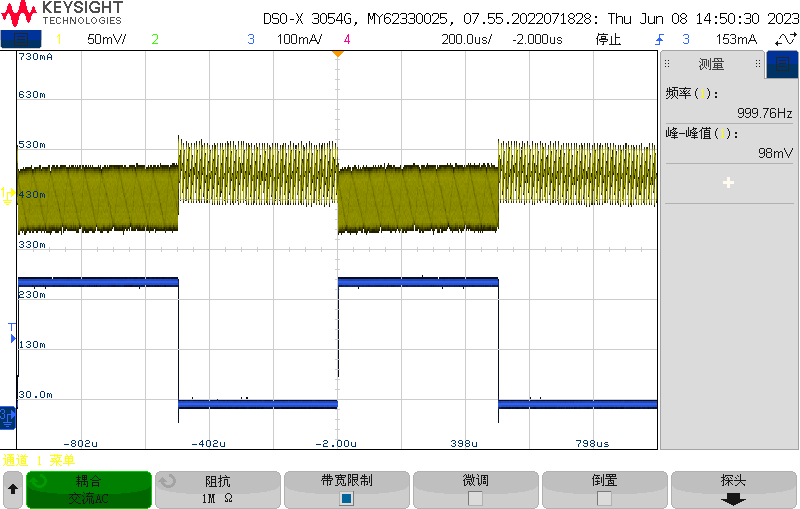 KEYSIGHT
TECHNOLOGIES
DSO-X 3054G, MY62330025, 07.55.2022071828: Thu Jun 08 14:50:30 2023
1 50mV/ 2 3 100mA/ 4 200.0us/ -2.000us 停止 3 153mA
730mA
630m
530m
430m
330m
230m
130m
30.0m
1
T
3
-802u -402u -2.00u 398u 798us
测量
频率(1):
999.76Hz
峰-峰值(1):
98mV
通道 1 菜单
耦合
交流AC
阻抗
1M Ω
带宽限制
微调
倒置
探头